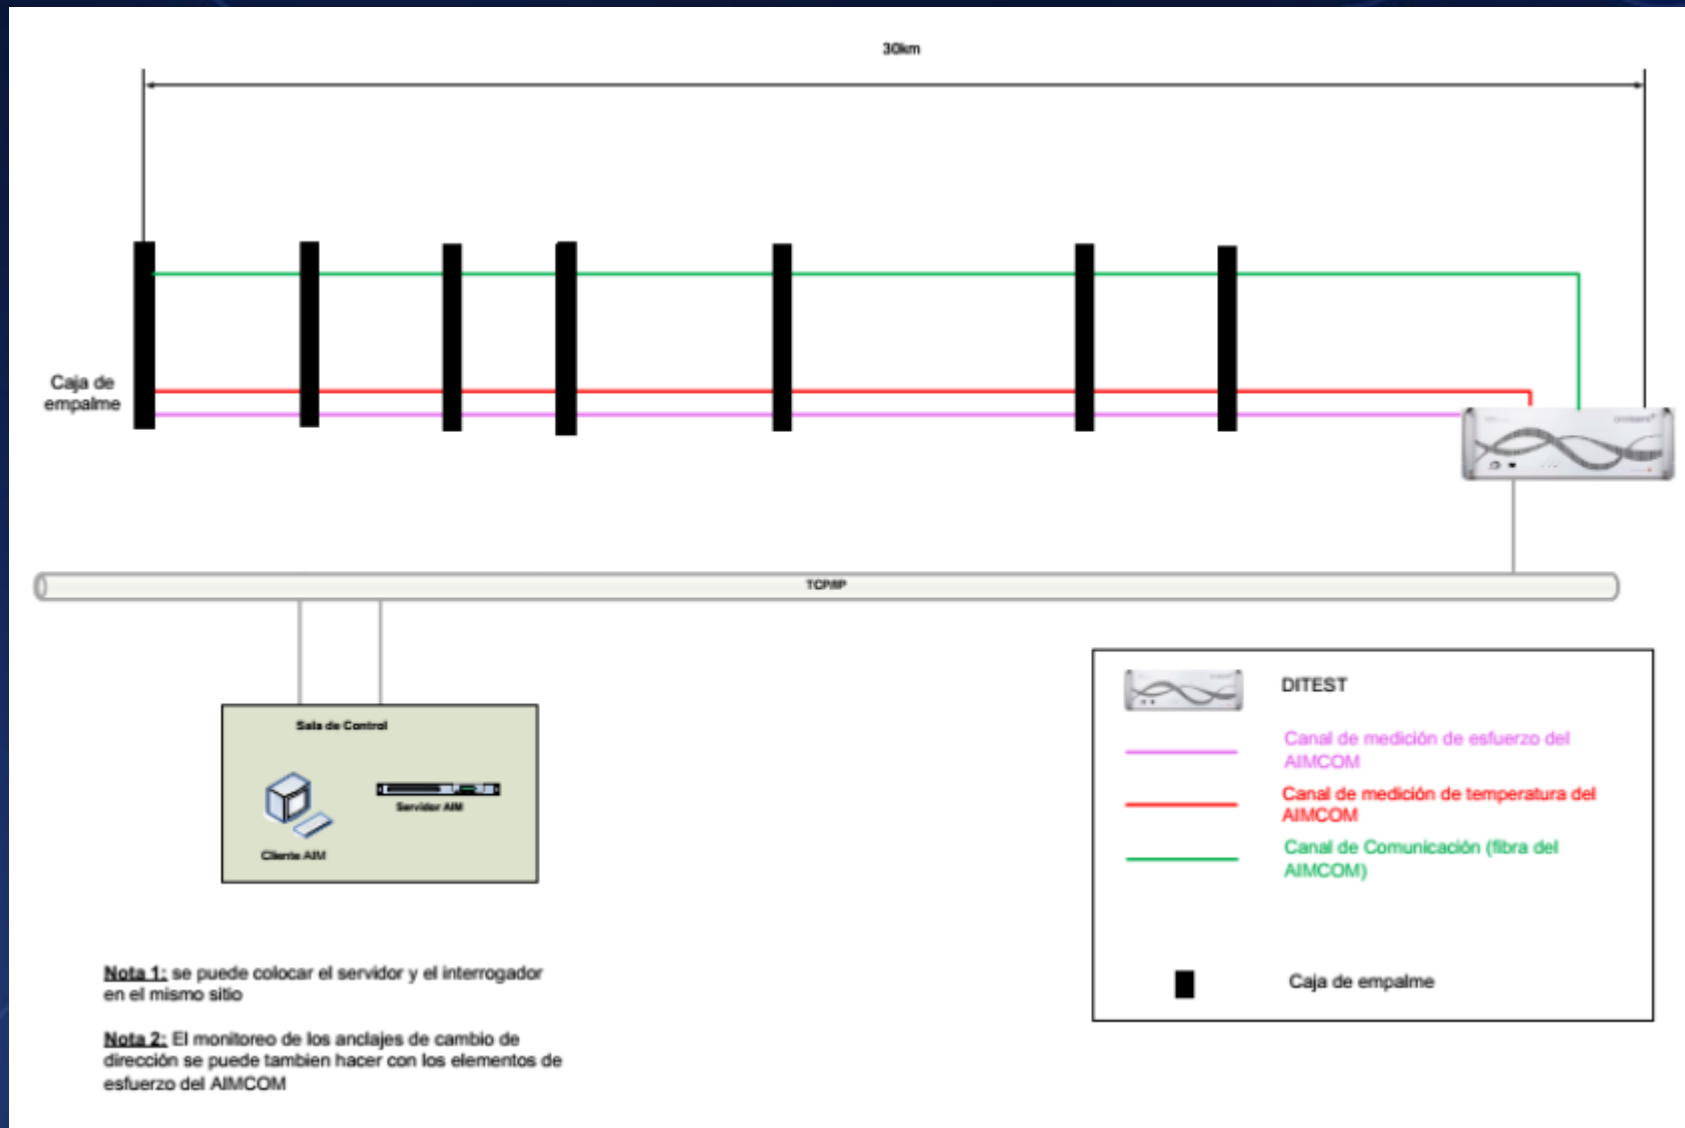 30km
Caja de
empalme
TCP/IP
Sala de Control
Servidor AIM
Cliente AIM
DITEST
Canal de medición de esfuerzo del
AIMCOM
Canal de medición de temperatura del
AIMCOM
Canal de Comunicación (fibra del
AIMCOM)
Caja de empalme
Nota 1: se puede colocar el servidor y el interrogador
en el mismo sitio
Nota 2: El monitoreo de los anclajes de cambio de
dirección se puede tambien hacer con los elementos de
esfuerzo del AIMCOM